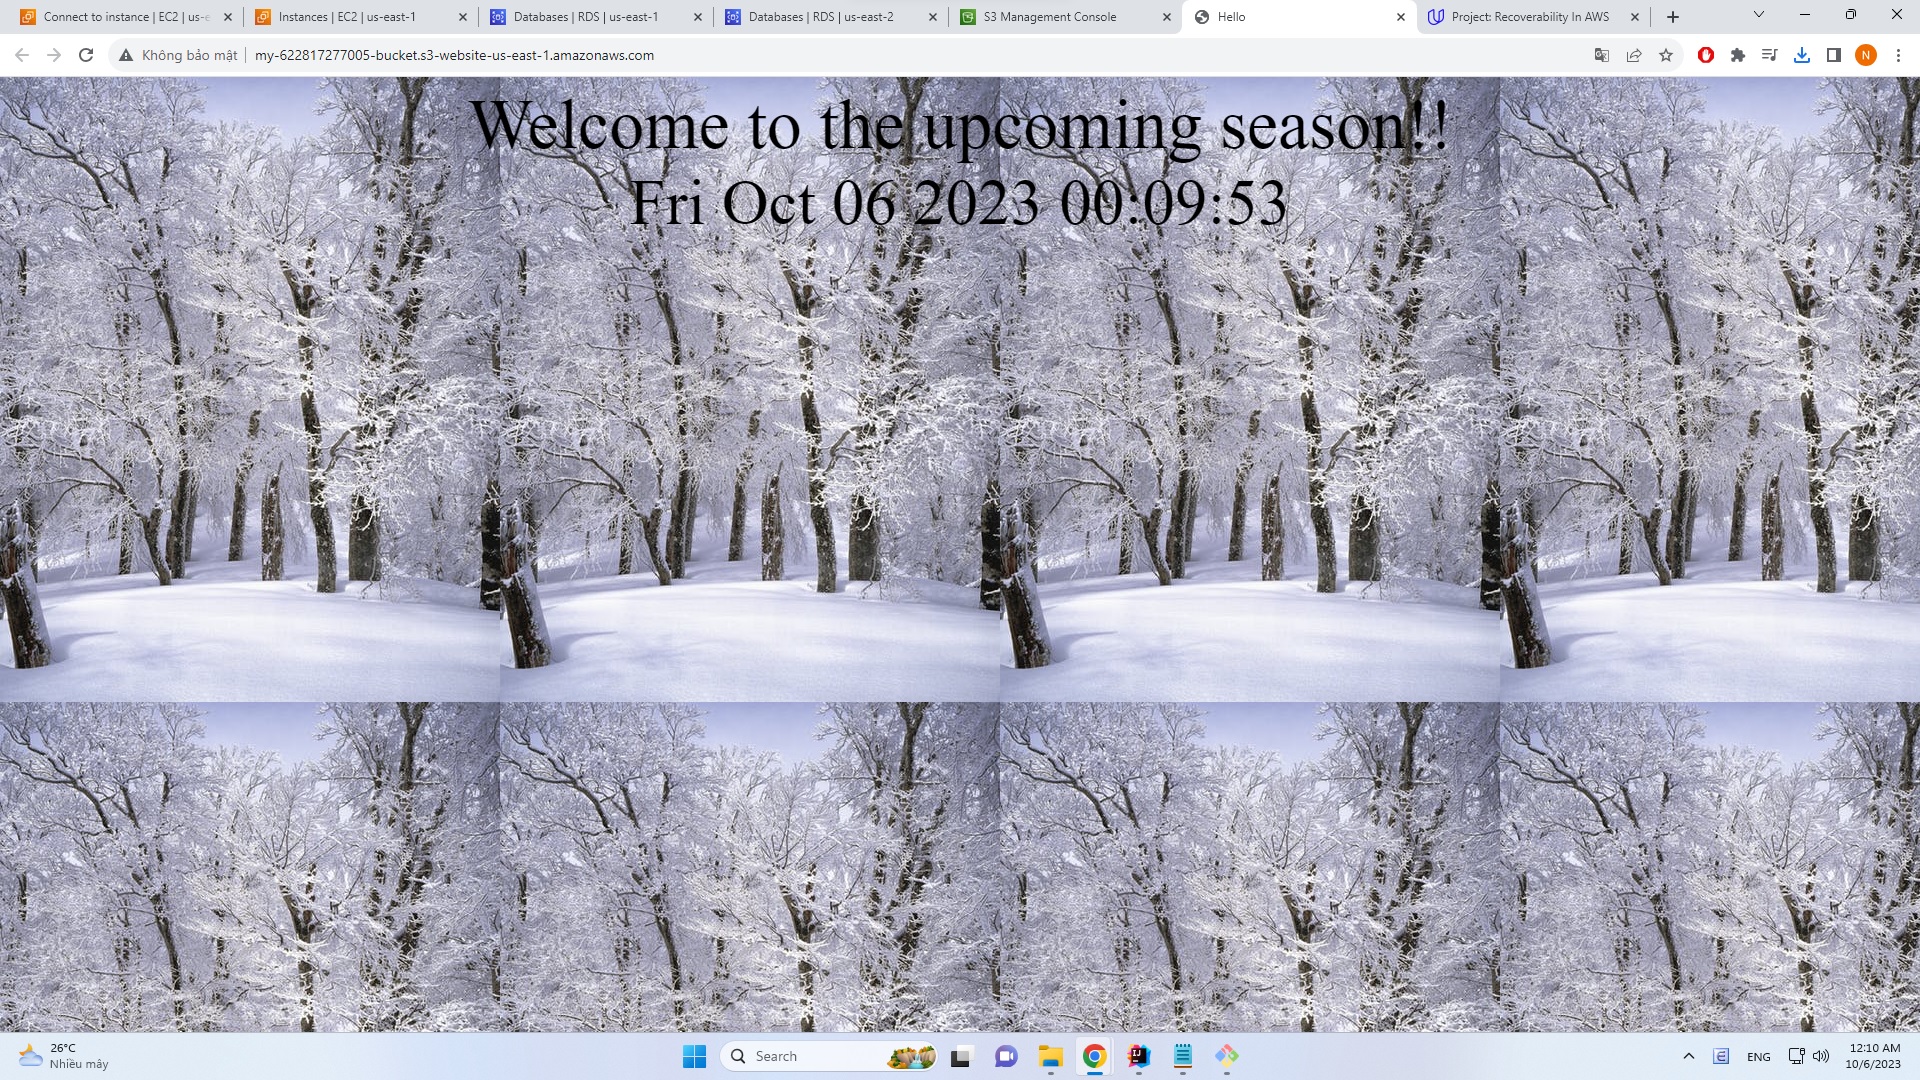 Connect to instance | EC2 | us-e
Instances | EC2 | us-east-1
Databases | RDS | us-east-1
Databases | RDS | us-east-2
S3 Management Console
Hello
Project: Recoverability In AWS
Không bảo mật
my-622817277005-bucket.s3-website-us-east-1.amazonaws.com
N
Welcome to the upcoming season!!
Fri Oct 06 2023 00:09:53
26°C
Nhiều mây
Search
ENG
12:10 AM
10/6/2023